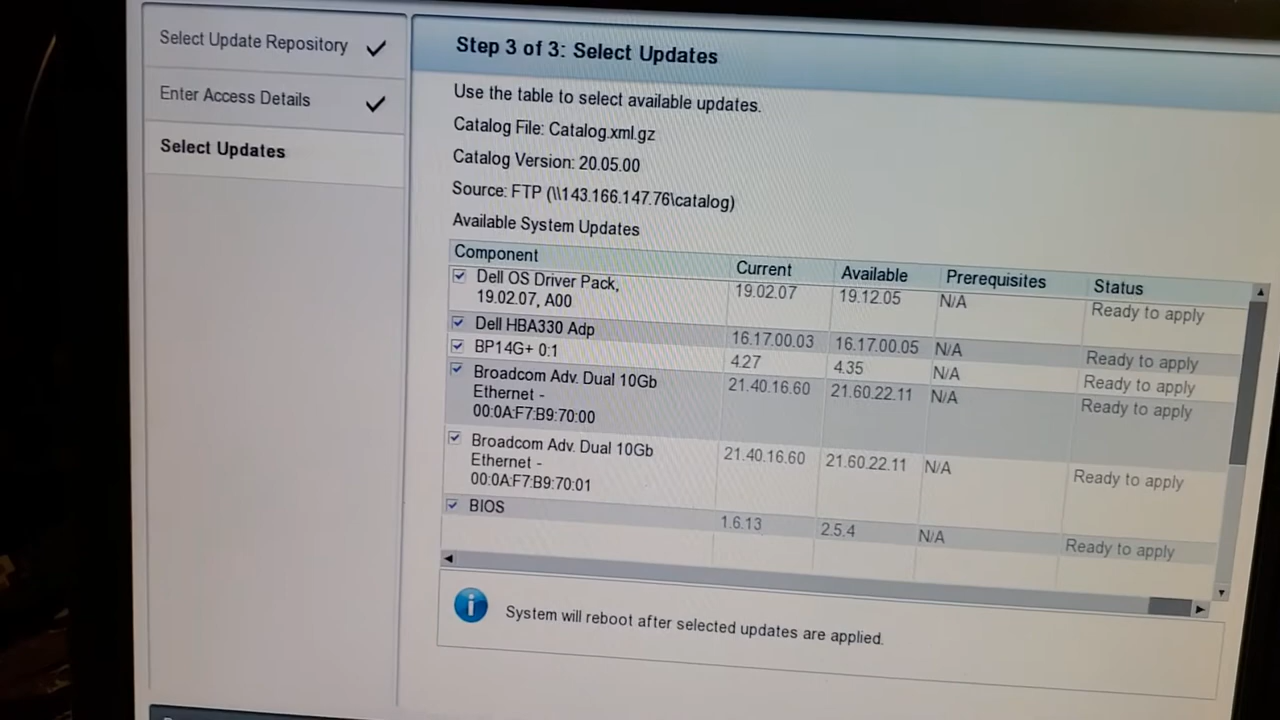 Select Update Repository
Enter Access Details
Select Updates
Step 3 of 3: Select Updates
Use the table to select available updates.
Catalog File: Catalog.xml.gz
Catalog Version: 20.05.00
Source: FTP (\\143.166.147.76\catalog)
Available System Updates
Component Current Available Prerequisites Status
Dell OS Driver Pack, 19.02.07 19.12.05 N/A Ready to apply
19.02.07, A00
Dell HBA330 Adp 16.17.00.03 16.17.00.05 N/A Ready to apply
BP14G+ 0:1 4.27 4.35 N/A Ready to apply
Broadcom Adv. Dual 10Gb 21.40.16.60 21.60.22.11 N/A Ready to apply
Ethernet -
00:0A:F7:B9:70:00
Broadcom Adv. Dual 10Gb 21.40.16.60 21.60.22.11 N/A Ready to apply
Ethernet -
00:0A:F7:B9:70:01
BIOS 1.6.13 2.5.4 N/A Ready to apply
System will reboot after selected updates are applied.